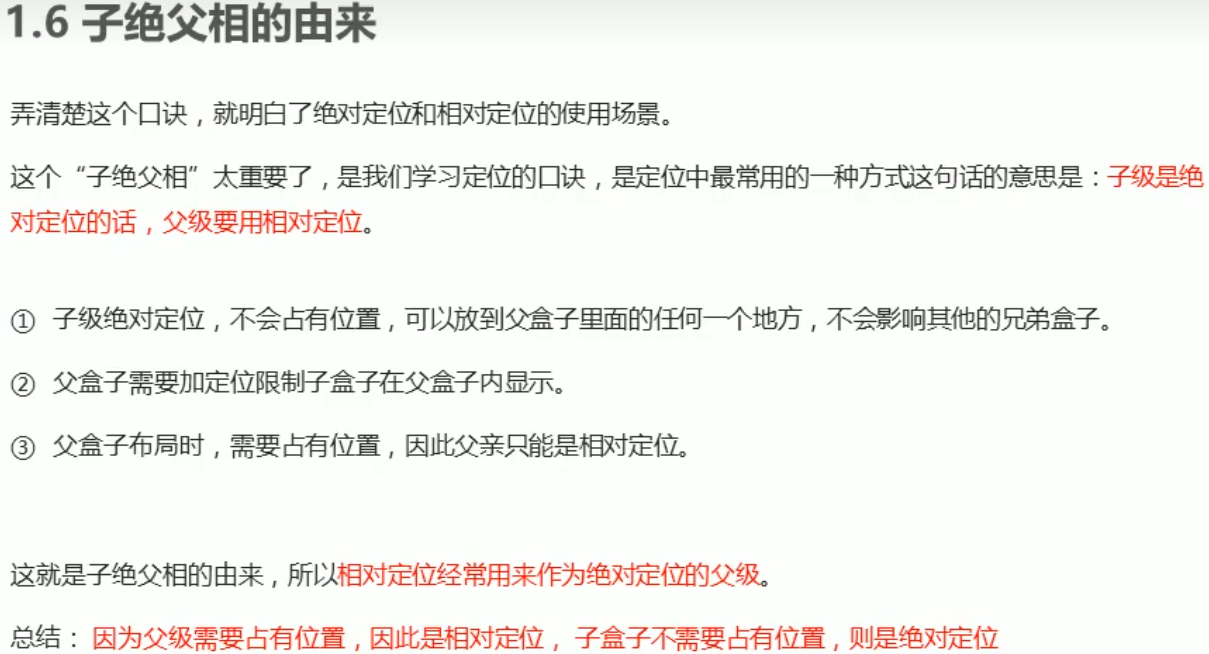 1.6 子绝父相的由来
弄清楚这个口诀，就明白了绝对定位和相对定位的使用场景。
这个“子绝父相”太重要了，是我们学习定位的口诀，是定位中最常用的一种方式这句话的意思是：子级是绝
对定位的话，父级要用相对定位。
① 子级绝对定位，不会占有位置，可以放到父盒子里面的任何一个地方，不会影响其他的兄弟盒子。
② 父盒子需要加定位限制子盒子在父盒子内显示。
③ 父盒子布局时，需要占有位置，因此父亲只能是相对定位。
这就是子绝父相的由来，所以相对定位经常用来作为绝对定位的父级。
总结： 因为父级需要占有位置，因此是相对定位， 子盒子不需要占有位置，则是绝对定位